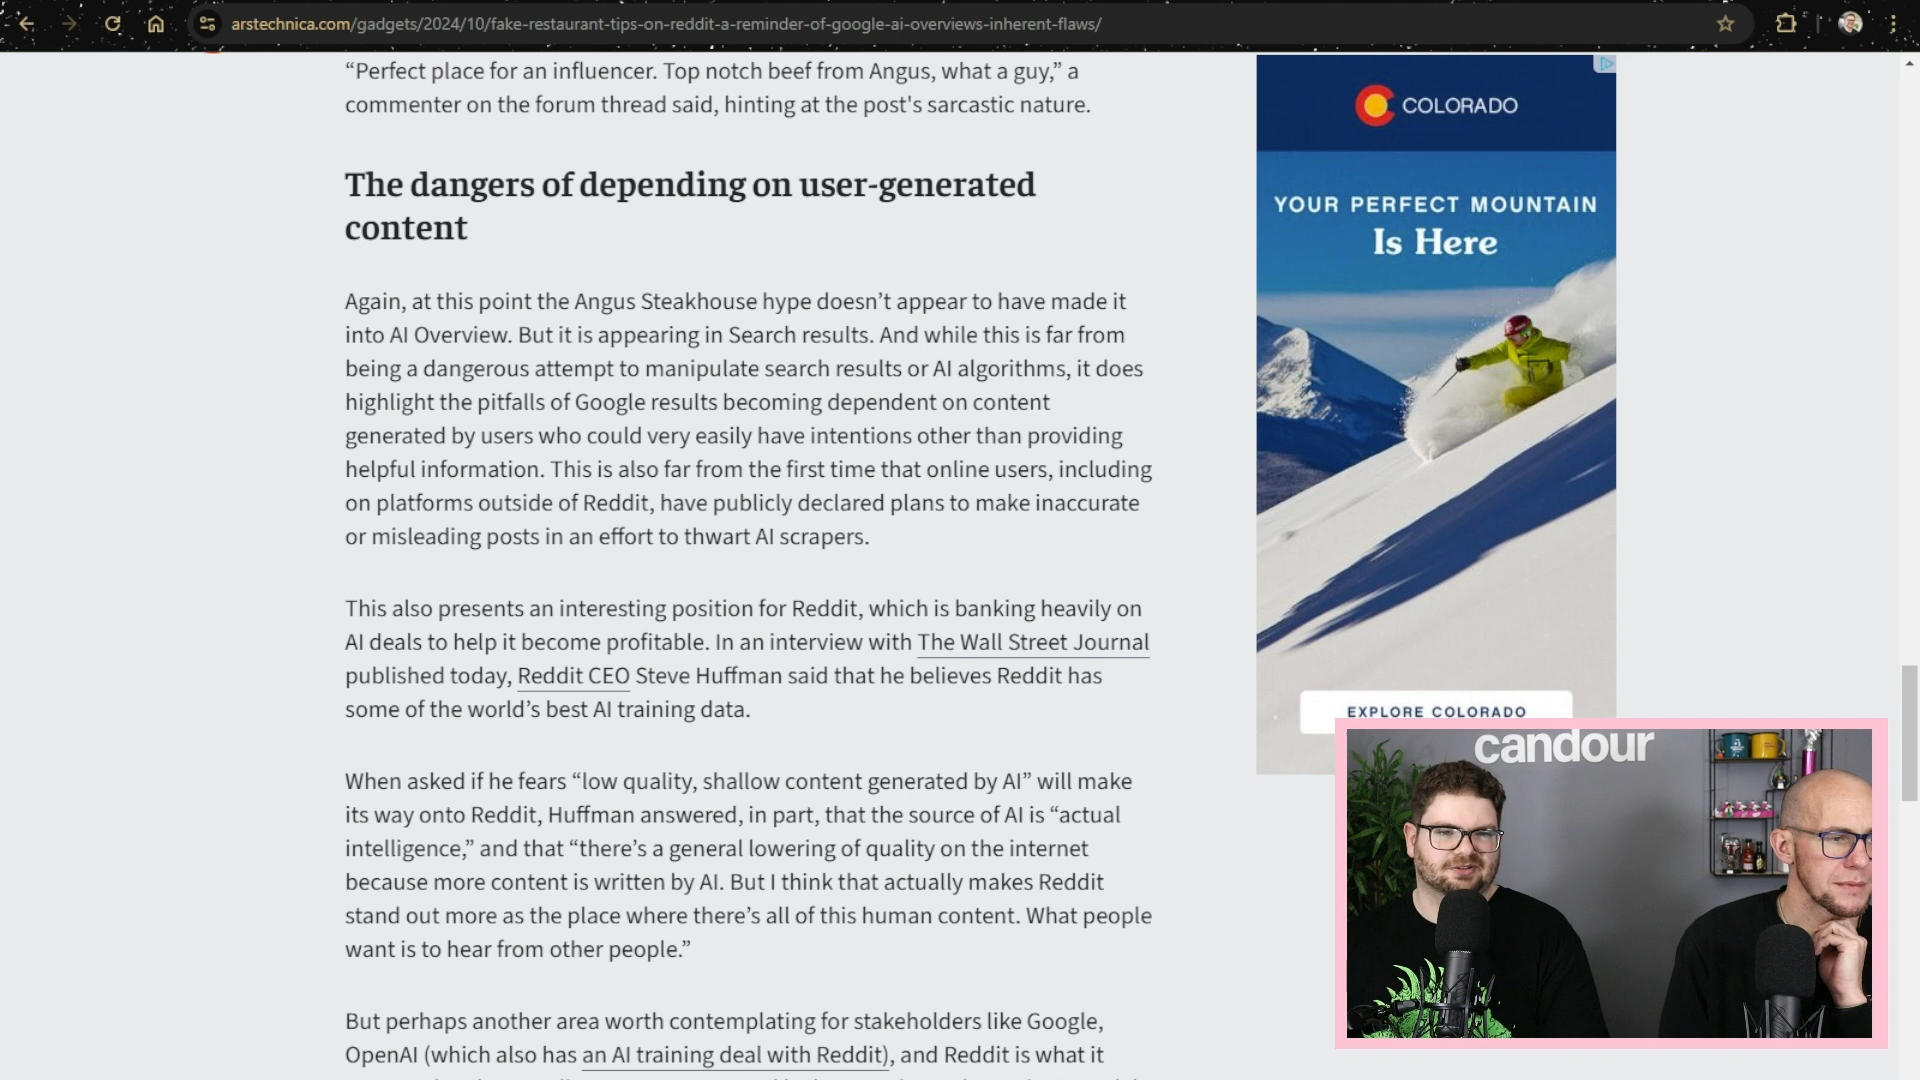 arstechnica.com/gadgets/2024/10/fake-restaurant-tips-on-reddit-a-reminder-of-google-ai-overviews-inherent-flaws/
“Perfect place for an influencer. Top notch beef from Angus, what a guy,” a
commenter on the forum thread said, hinting at the post's sarcastic nature.
The dangers of depending on user-generated
content
Again, at this point the Angus Steakhouse hype doesn’t appear to have made it
into AI Overview. But it is appearing in Search results. And while this is far from
being a dangerous attempt to manipulate search results or AI algorithms, it does
highlight the pitfalls of Google results becoming dependent on content
generated by users who could very easily have intentions other than providing
helpful information. This is also far from the first time that online users, including
on platforms outside of Reddit, have publicly declared plans to make inaccurate
or misleading posts in an effort to thwart AI scrapers.
This also presents an interesting position for Reddit, which is banking heavily on
AI deals to help it become profitable. In an interview with The Wall Street Journal
published today, Reddit CEO Steve Huffman said that he believes Reddit has
some of the world’s best AI training data.
When asked if he fears “low quality, shallow content generated by AI” will make
its way onto Reddit, Huffman answered, in part, that the source of AI is “actual
intelligence,” and that “there’s a general lowering of quality on the internet
because more content is written by AI. But I think that actually makes Reddit
stand out more as the place where there’s all of this human content. What people
want is to hear from other people.”
But perhaps another area worth contemplating for stakeholders like Google,
OpenAI (which also has an AI training deal with Reddit), and Reddit is what it
COLORADO
YOUR PERFECT MOUNTAIN
Is Here
EXPLORE COLORADO
candour